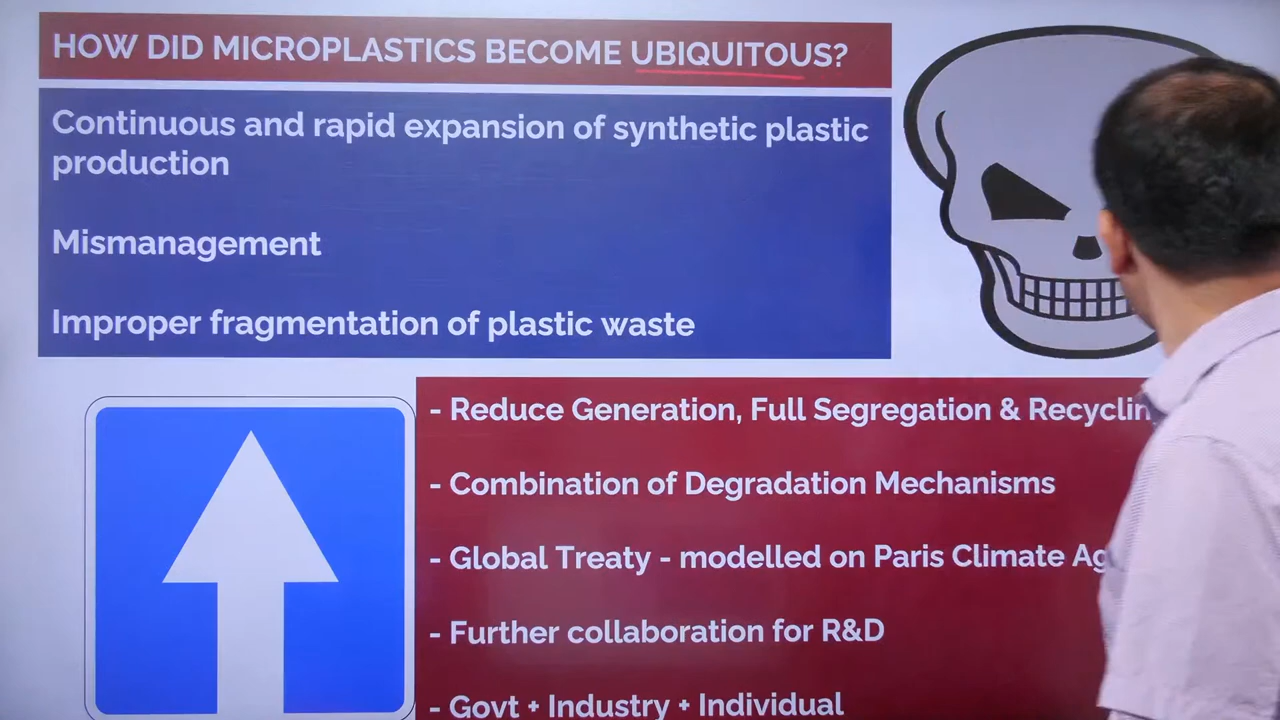 HOW DID MICROPLASTICS BECOME UBIQUITOUS?
Continuous and rapid expansion of synthetic plastic
production
Mismanagement
Improper fragmentation of plastic waste
- Reduce Generation, Full Segregation & Recyclin
- Combination of Degradation Mechanisms
- Global Treaty - modelled on Paris Climate Ag
- Further collaboration for R&D
- Govt + Industry + Individual